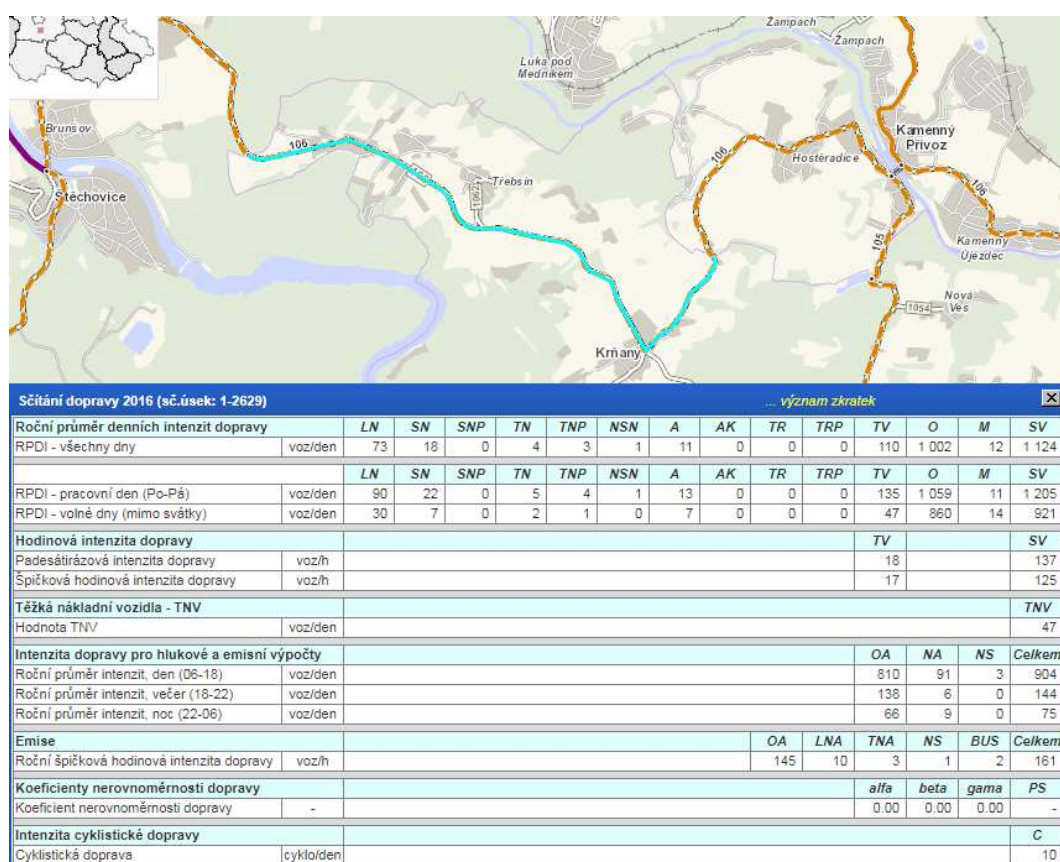 Žampach
Žampach
Luka pod
Medníkem
Brunsov
106
Kamenný
Přívoz
Hostěradice
106
Třebsín
1062
Štěchovice
106
105
Kamenný
Újezdec
Nová
Ves
1054
Krňany
Sčítání dopravy 2016 (sč.úsek: 1-2629) ... význam zkratek
Roční průměr denních intenzit dopravy LN SN SNP TN TNP NSN A AK TR TRP TV O M SV
RPDI - všechny dny voz/den 73 18 0 4 3 1 11 0 0 0 110 1 002 12 1 124
LN SN SNP TN TNP NSN A AK TR TRP TV O M SV
RPDI - pracovní den (Po-Pá) voz/den 90 22 0 5 4 1 13 0 0 0 135 1 059 11 1 205
RPDI - volné dny (mimo svátky) voz/den 30 7 0 2 1 0 7 0 0 0 47 860 14 921
Hodinová intenzita dopravy TV SV
Padesátirázová intenzita dopravy voz/h 18 137
Špičková hodinová intenzita dopravy voz/h 17 125
Těžká nákladní vozidla - TNV TNV
Hodnota TNV voz/den 47
Intenzita dopravy pro hlukové a emisní výpočty OA NA NS Celkem
Roční průměr intenzit, den (06-18) voz/den 810 91 3 904
Roční průměr intenzit, večer (18-22) voz/den 138 6 0 144
Roční průměr intenzit, noc (22-06) voz/den 66 9 0 75
Emise OA LNA TNA NS BUS Celkem
Roční špičková hodinová intenzita dopravy voz/h 145 10 3 1 2 161
Koeficienty nerovnoměrnosti dopravy alfa beta gama PS
Koeficient nerovnoměrnosti dopravy - 0.00 0.00 0.00 -
Intenzita cyklistické dopravy C
Cyklistická doprava cyklo/den 10